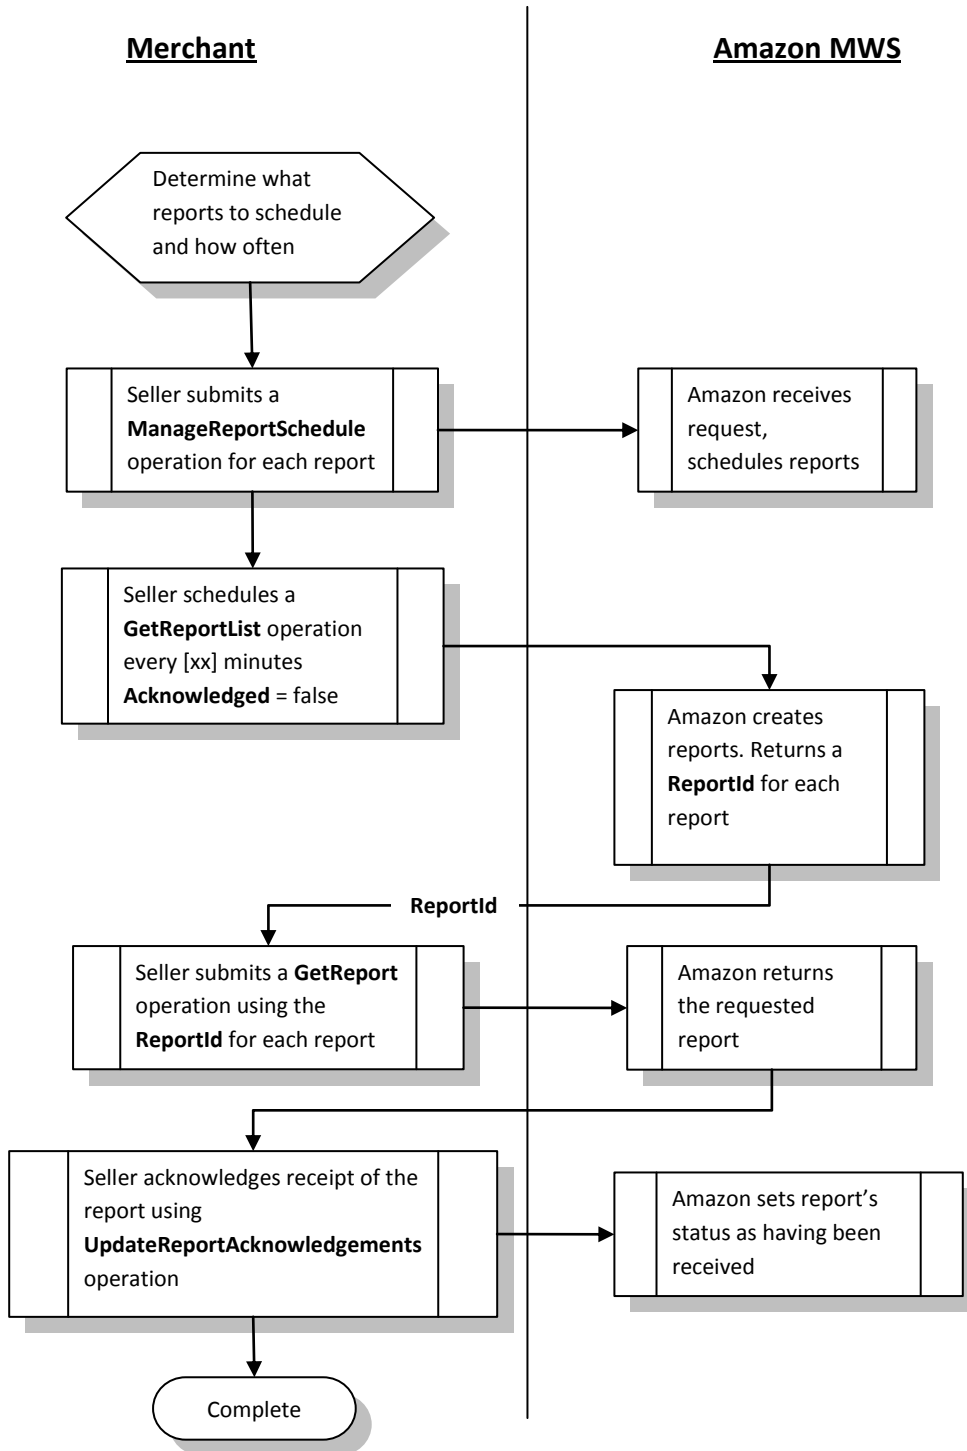 Merchant
Amazon MWS
Determine what
reports to schedule
and how often
Seller submits a
ManageReportSchedule
operation for each report
Amazon receives
request,
schedules reports
Seller schedules a
GetReportList operation
every [xx] minutes
Acknowledged = false
Amazon creates
reports. Returns a
ReportId for each
report
ReportId
Seller submits a GetReport
operation using the
ReportId for each report
Amazon returns
the requested
report
Seller acknowledges receipt of the
report using
UpdateReportAcknowledgements
operation
Amazon sets report’s
status as having been
received
Complete